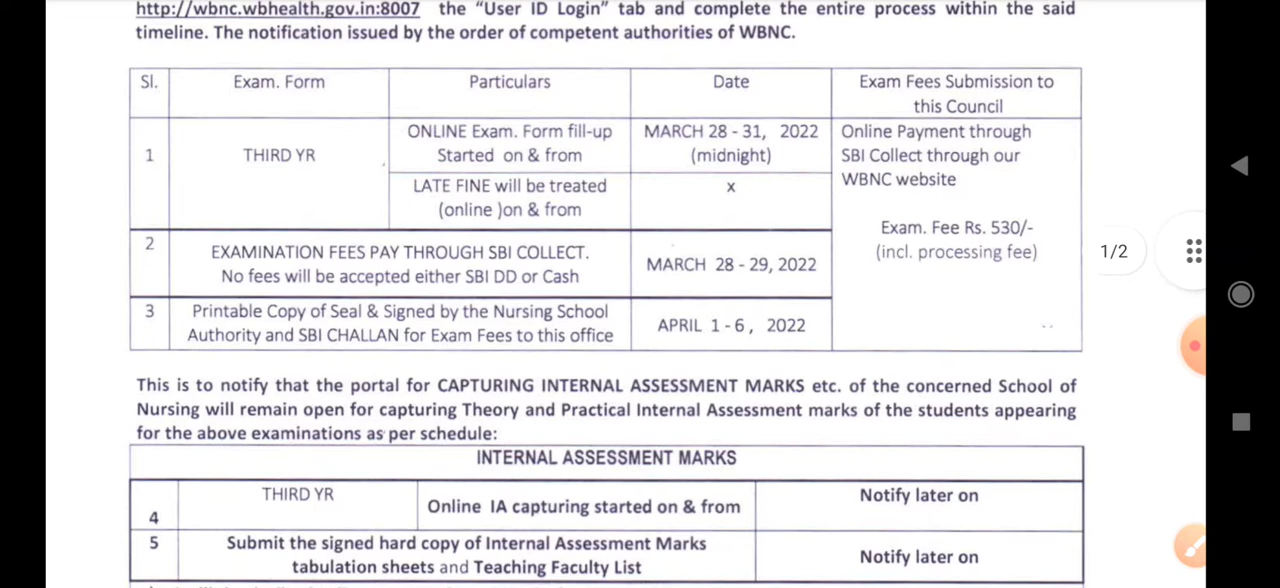 http://wbnc.wbhealth.gov.in:8007 the “User ID Login” tab and complete the entire process within the said
timeline. The notification issued by the order of competent authorities of WBNC.
Sl.
Exam. Form
Particulars
Date
Exam Fees Submission to
this Council
1
THIRD YR
ONLINE Exam. Form fill-up
Started on & from
MARCH 28 - 31, 2022
(midnight)
LATE FINE will be treated
(online )on & from
x
Online Payment through
SBI Collect through our
WBNC website
Exam. Fee Rs. 530/-
(incl. processing fee)
2
EXAMINATION FEES PAY THROUGH SBI COLLECT.
No fees will be accepted either SBI DD or Cash
MARCH 28 - 29, 2022
3
Printable Copy of Seal & Signed by the Nursing School
Authority and SBI CHALLAN for Exam Fees to this office
APRIL 1 - 6, 2022
1/2
This is to notify that the portal for CAPTURING INTERNAL ASSESSMENT MARKS etc. of the concerned School of
Nursing will remain open for capturing Theory and Practical Internal Assessment marks of the students appearing
for the above examinations as per schedule:
INTERNAL ASSESSMENT MARKS
4
THIRD YR
Online IA capturing started on & from
Notify later on
5
Submit the signed hard copy of Internal Assessment Marks
tabulation sheets and Teaching Faculty List
Notify later on